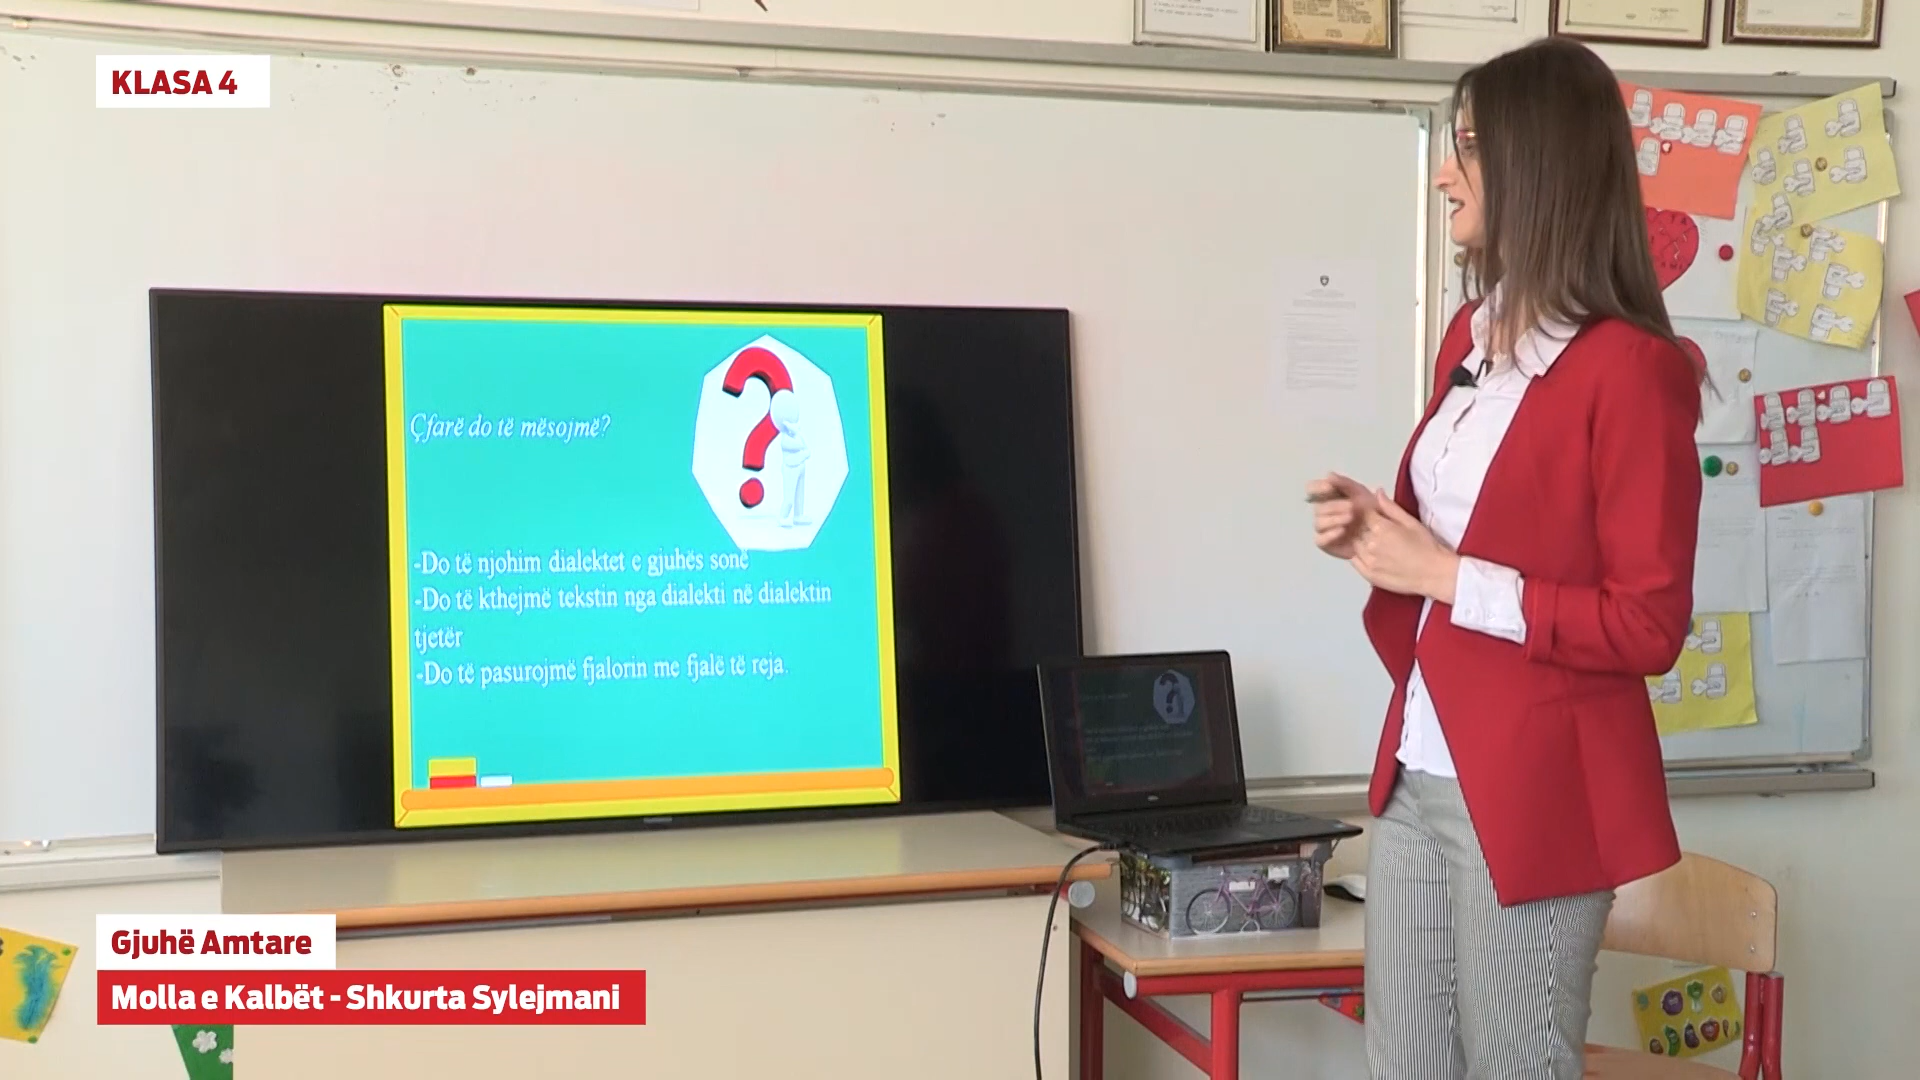 KLASA 4
Çfarë do të mësojmë?
-Do të njohim dialektet e gjuhës sonë
-Do të kthejmë tekstin nga dialekti në dialektin
tjetër
-Do të pasurojmë fjalorin me fjalë të reja.
Gjuhë Amtare
Molla e Kalbët - Shkurta Sylejmani